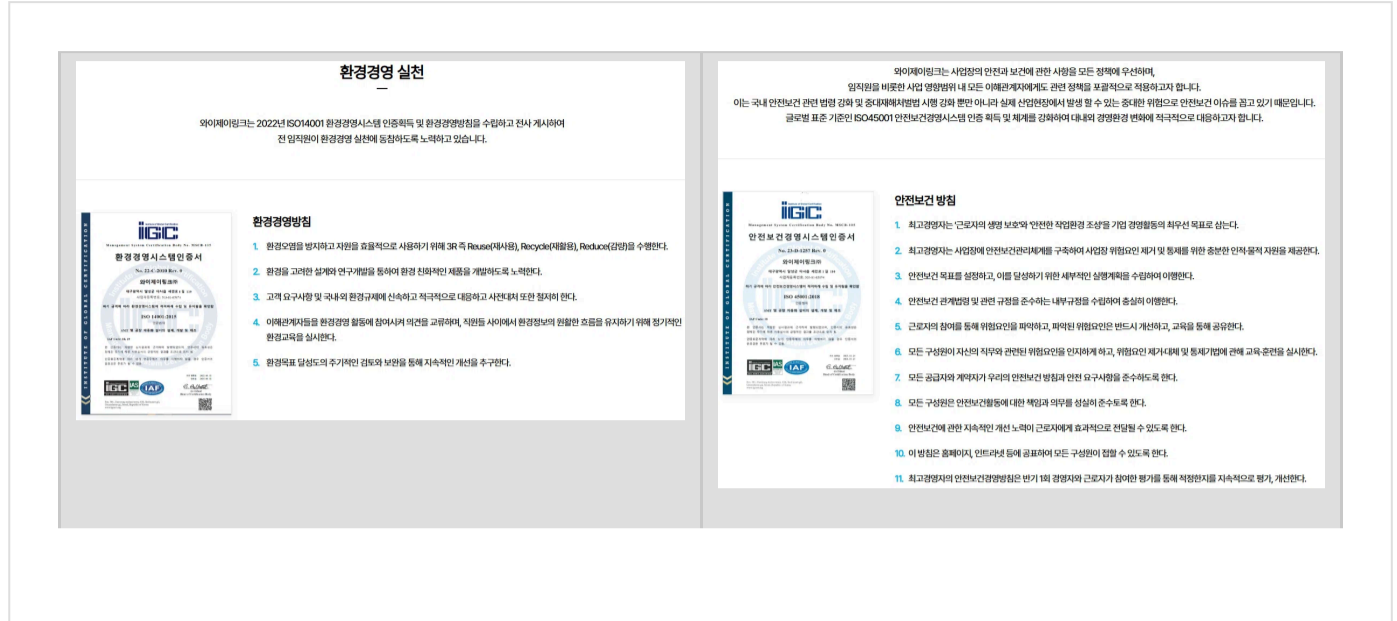 환경경영 실천
와이제이링크는 2022년 ISO14001 환경경영시스템 인증획득 및 환경경영방침을 수립하고 전사 게시하여
전 임직원이 환경경영 실천에 동참하도록 노력하고 있습니다.
IGC
환경경영시스템인증서
와이제이링크㈜
ISO 14001:2015
IGC
IAS
IAF
환경경영방침
1. 환경오염을 방지하고 자원을 효율적으로 사용하기 위해 3R 즉 Reuse(재사용), Recycle(재활용), Reduce(감량)을 수행한다.
2. 환경을 고려한 설계와 연구개발을 통하여 환경 친화적인 제품을 개발하도록 노력한다.
3. 고객 요구사항 및 국내·외 환경규제에 신속하고 적극적으로 대응하고 사전대처 또한 철저히 한다.
4. 이해관계자들을 환경경영 활동에 참여시켜 의견을 교류하며, 직원들 사이에서 환경정보의 원활한 흐름을 유지하기 위해 정기적인
환경교육을 실시한다.
5. 환경목표 달성도의 주기적인 검토와 보완을 통해 지속적인 개선을 추구한다.
와이제이링크는 사업장의 안전과 보건에 관한 사항을 모든 정책에 우선하며,
임직원을 비롯한 사업 영향범위 내 모든 이해관계자에게도 관련 정책을 포괄적으로 적용하고자 합니다.
이는 국내 안전보건 관련 법령 강화 및 중대재해처벌법 시행 강화 뿐만 아니라 실제 산업현장에서 발생 할 수 있는 중대한 위험으로 안전보건 이슈를 꼽고 있기 때문입니다.
글로벌 표준 기준인 ISO45001 안전보건경영시스템 인증 획득 및 체계를 강화하여 대내외 경영환경 변화에 적극적으로 대응하고자 합니다.
IGC
안전보건경영시스템인증서
와이제이링크㈜
ISO 45001:2018
IGC
IAS
IAF
안전보건 방침
1. 최고경영자는 '근로자의 생명 보호'와 '안전한 작업환경 조성'을 기업 경영활동의 최우선 목표로 삼는다.
2. 최고경영자는 사업장에 안전보건관리체계를 구축하여 사업장 위험요인 제거 및 통제를 위한 충분한 인적·물적 자원을 제공한다.
3. 안전보건 목표를 설정하고, 이를 달성하기 위한 세부적인 실행계획을 수립하여 이행한다.
4. 안전보건 관계법령 및 관련 규정을 준수하는 내부규정을 수립하여 충실히 이행한다.
5. 근로자의 참여를 통해 위험요인을 파악하고, 파악된 위험요인은 반드시 개선하고, 교육을 통해 공유한다.
6. 모든 구성원이 자신의 직무와 관련된 위험요인을 인지하게 하고, 위험요인 제거·대체 및 통제기법에 관해 교육·훈련을 실시한다.
7. 모든 공급자와 계약자가 우리의 안전보건 방침과 안전 요구사항을 준수하도록 한다.
8. 모든 구성원은 안전보건활동에 대한 책임과 의무를 성실히 준수토록 한다.
9. 안전보건에 관한 지속적인 개선 노력이 근로자에게 효과적으로 전달될 수 있도록 한다.
10. 이 방침은 홈페이지, 인트라넷 등에 공표하여 모든 구성원이 접할 수 있도록 한다.
11. 최고경영자의 안전보건경영방침은 반기 1회 경영자와 근로자가 참여한 평가를 통해 적정한지를 지속적으로 평가, 개선한다.